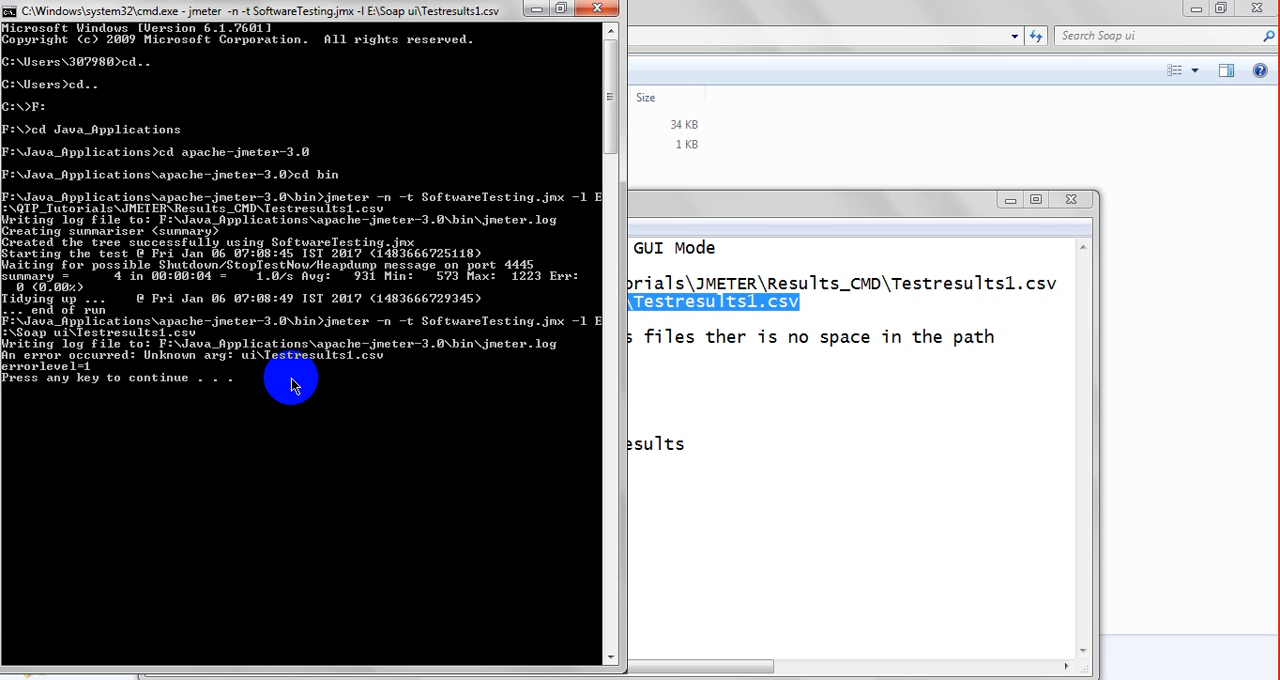 C:\Windows\system32\cmd.exe - jmeter -n -t SoftwareTesting.jmx -l E:\Soap ui\Testresults1.csv
Microsoft Windows [Version 6.1.7601]
Copyright (c) 2009 Microsoft Corporation.  All rights reserved.
C:\Users\307980>cd..
C:\Users>cd..
C:\>F:
F:\>cd Java_Applications
F:\Java_Applications>cd apache-jmeter-3.0
F:\Java_Applications\apache-jmeter-3.0>cd bin
F:\Java_Applications\apache-jmeter-3.0\bin>jmeter -n -t SoftwareTesting.jmx -l E
:\QTP_Tutorials\JMETER\Results_CMD\Testresults1.csv
Writing log file to: F:\Java_Applications\apache-jmeter-3.0\bin\jmeter.log
Creating summariser <summary>
Created the tree successfully using SoftwareTesting.jmx
Starting the test @ Fri Jan 06 07:08:45 IST 2017 (1483666725118)
Waiting for possible Shutdown/StopTestNow/Heapdump message on port 4445
summary =      4 in 00:00:04 =    1.0/s Avg:   931 Min:   573 Max:  1223 Err:
  0 (0.00%)
Tidying up ...    @ Fri Jan 06 07:08:49 IST 2017 (1483666729345)
... end of run
F:\Java_Applications\apache-jmeter-3.0\bin>jmeter -n -t SoftwareTesting.jmx -l E
:\Soap ui\Testresults1.csv
Writing log file to: F:\Java_Applications\apache-jmeter-3.0\bin\jmeter.log
An error occurred: Unknown arg: ui\Testresults1.csv
errorlevel=1
Press any key to continue . . .
Search Soap ui
Size
34 KB
1 KB
GUI Mode
orials\JMETER\Results_CMD\Testresults1.csv
\Testresults1.csv
s files ther is no space in the path
esults